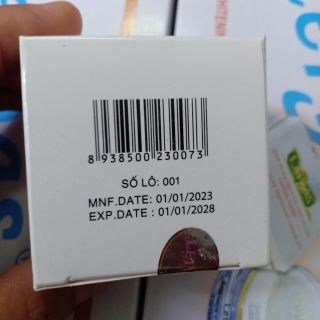 8 938500 230073
SỐ LÔ: 001
MNF.DATE: 01/01/2023
EXP.DATE : 01/01/2028